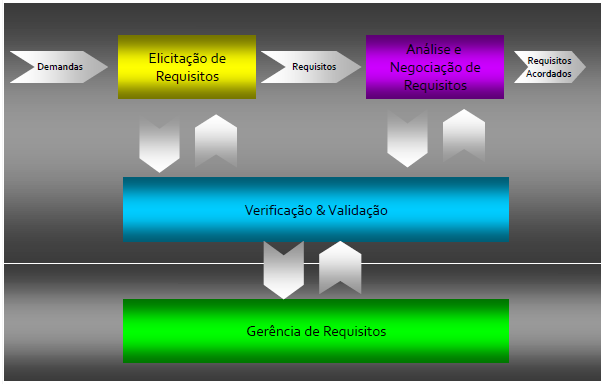 Demandas
Elicitação de
Requisitos
Requisitos
Análise e
Negociação de
Requisitos
Requisitos
Acordados
Verificação & Validação
Gerência de Requisitos